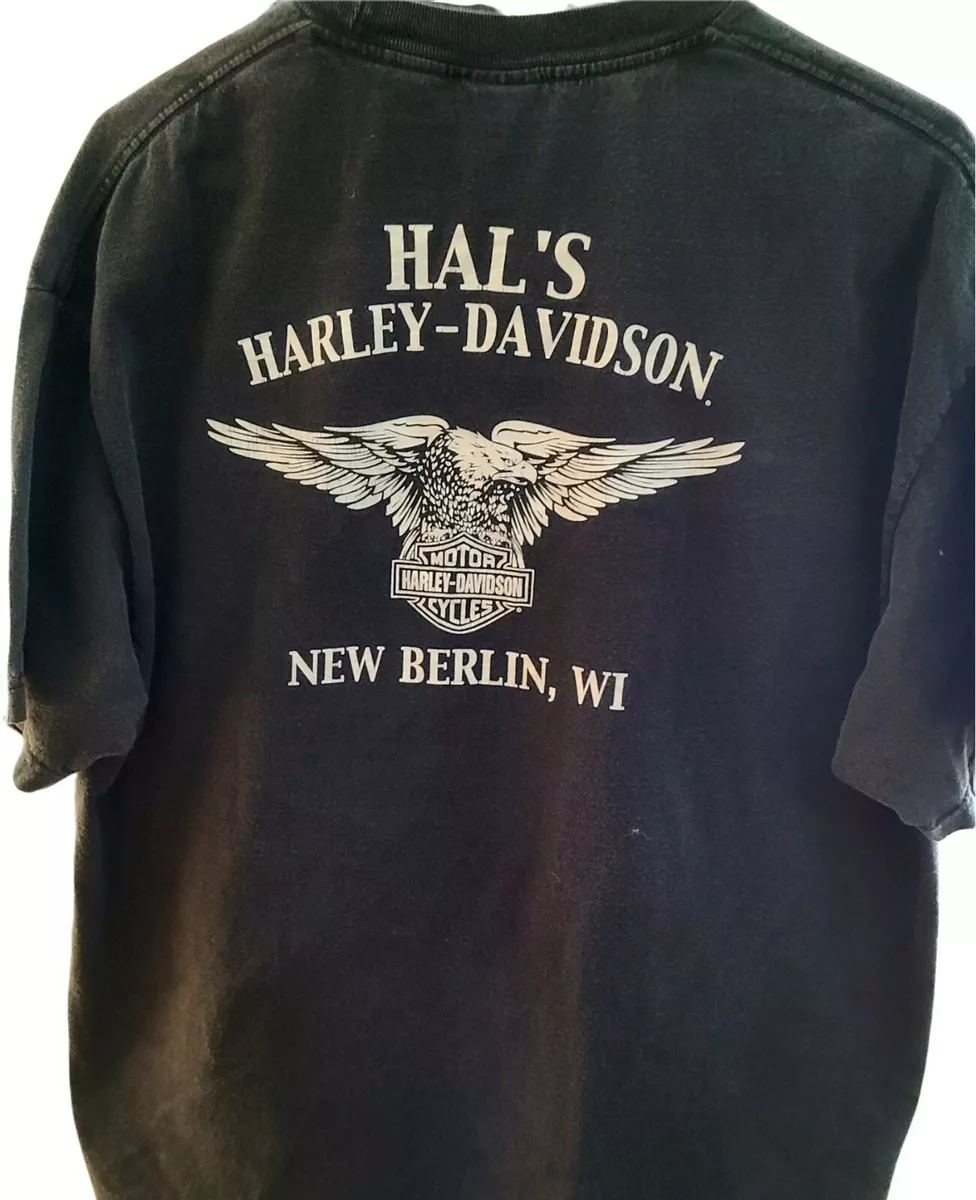 HAL'S
HARLEY-DAVIDSON.
MOTOR
HARLEY-DAVIDSON
CYCLES
NEW BERLIN, WI